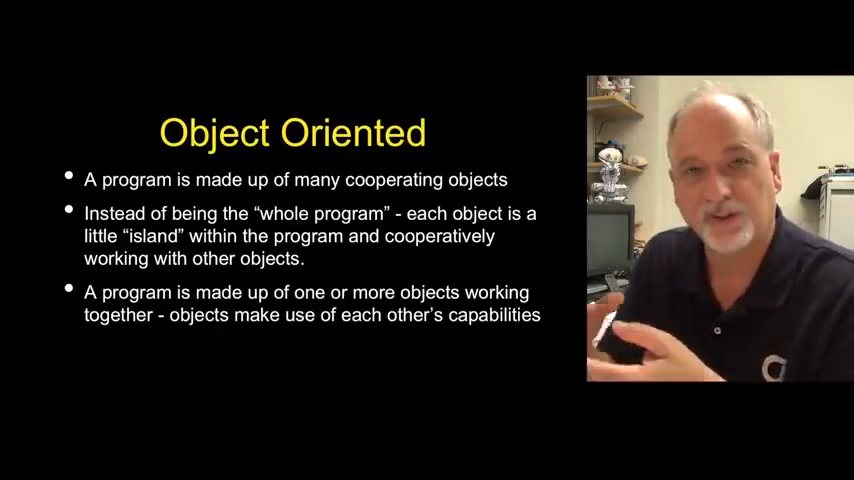 Object Oriented
• A program is made up of many cooperating objects
• Instead of being the “whole program” - each object is a
little “island” within the program and cooperatively
working with other objects.
• A program is made up of one or more objects working
together - objects make use of each other’s capabilities